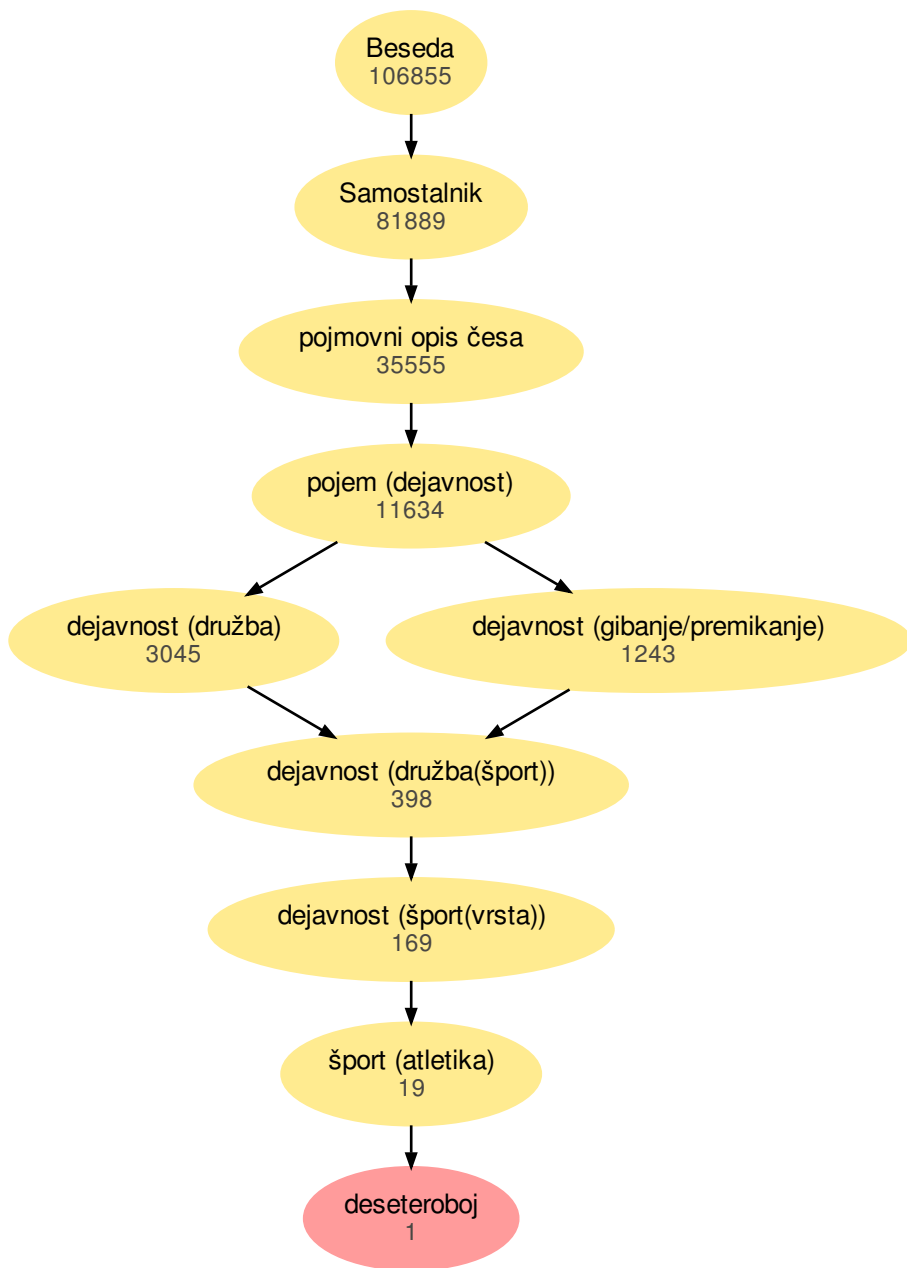 Beseda
106855
Samostalnik
81889
pojmovni opis česa
35555
pojem (dejavnost)
11634
dejavnost (družba)
3045
dejavnost (gibanje/premikanje)
1243
dejavnost (družba(šport))
398
dejavnost (šport(vrsta))
169
šport (atletika)
19
deseteroboj
1